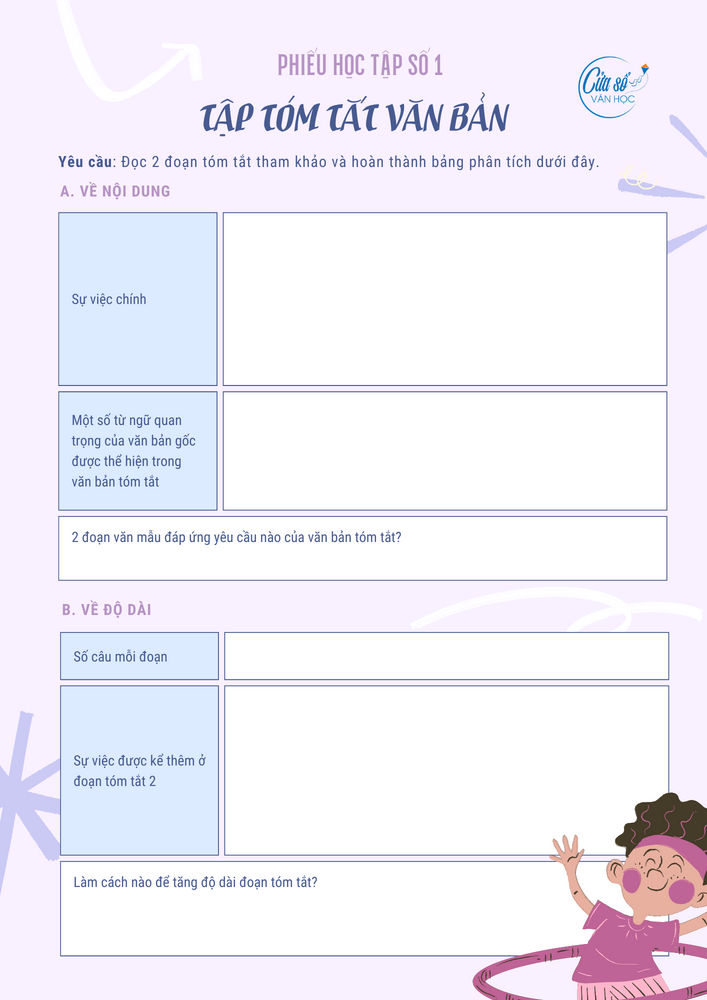 PHIẾU HỌC TẬP SỐ 1
Cửa sổ
VĂN HỌC
TẬP TÓM TẮT VĂN BẢN
Yêu cầu: Đọc 2 đoạn tóm tắt tham khảo và hoàn thành bảng phân tích dưới đây.
A. VỀ NỘI DUNG
Sự việc chính
Một số từ ngữ quan
trọng của văn bản gốc
được thể hiện trong
văn bản tóm tắt
2 đoạn văn mẫu đáp ứng yêu cầu nào của văn bản tóm tắt?
B. VỀ ĐỘ DÀI
Số câu mỗi đoạn
Sự việc được kể thêm ở
đoạn tóm tắt 2
Làm cách nào để tăng độ dài đoạn tóm tắt?